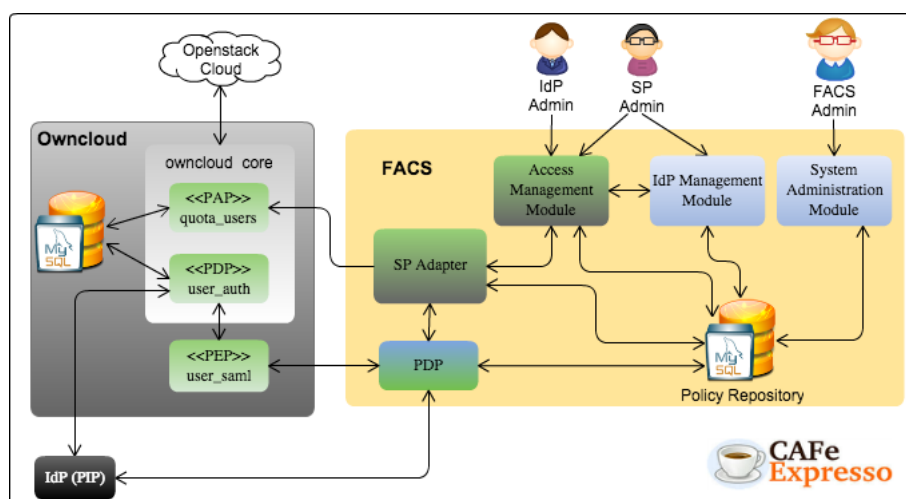 Openstack
Cloud
IdP
Admin
SP
Admin
FACS
Admin
Owncloud
owncloud core
FACS
<<PAP>>
quota_users
Access
Management
Module
IdP Management
Module
System
Administration
Module
My
SQL
<<PDP>>
user_auth
SP Adapter
<<PEP>>
user_saml
PDP
My
SQL
Policy Repository
IdP (PIP)
CAFe
Expresso